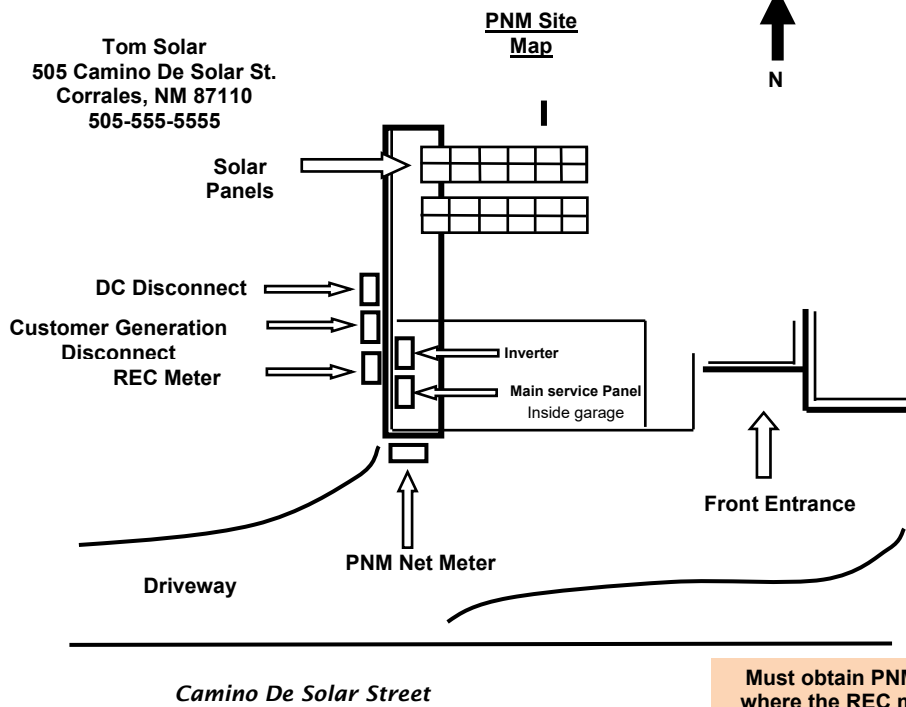 PNM Site
Map
N
Tom Solar
505 Camino De Solar St.
Corrales, NM 87110
505-555-5555
Solar
Panels
DC Disconnect
Customer Generation
Disconnect
REC Meter
Inverter
Main service Panel
Inside garage
Front Entrance
PNM Net Meter
Driveway
Camino De Solar Street
Must obtain PNM
where the REC